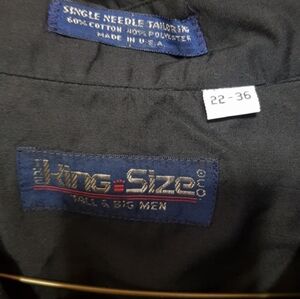 SINGLE NEEDLE TAILORING
60% COTTON 40% POLYESTER
MADE IN U.S.A.
22-36
THE King Size CO.
TALL & BIG MEN